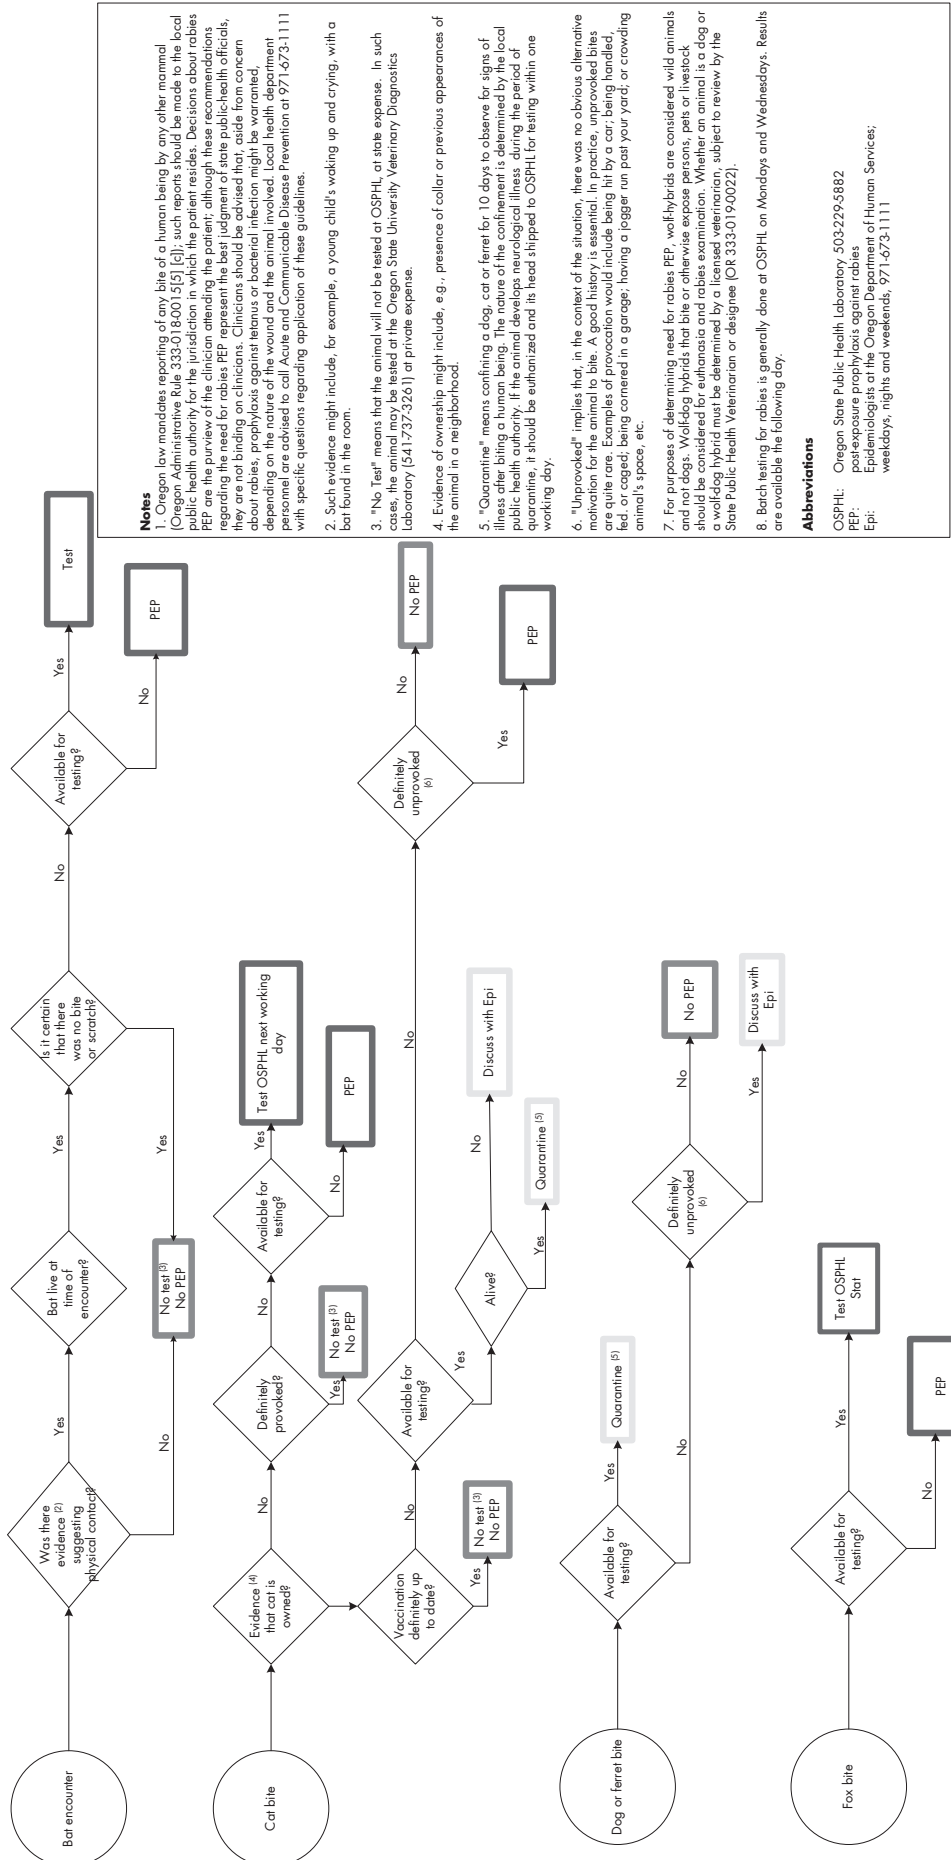 Bat encounter
Was there
evidence (2)
suggesting
physical contact?
Yes
No
Bat live at
time of
encounter?
No test (3)
No PEP
Yes
Is it certain
that there
was no bite
or scratch?
Yes
No
Available for
testing?
Yes
Test
No
PEP
Cat bite
Evidence (4)
that cat is
owned?
No
Definitely
provoked?
Yes
No test (3)
No PEP
No
Available for
testing?
Yes
Test OSPHL next working
day
No
PEP
Vaccination
definitely up
to date?
Yes
No test (3)
No PEP
No
Available for
testing?
Yes
Alive?
Yes
Quarantine (5)
No
Discuss with Epi
No
Definitely
unprovoked
(6)
No
No PEP
Yes
PEP
Dog or ferret bite
Available for
testing?
Yes
Quarantine (5)
No
Definitely
unprovoked
(6)
No
No PEP
Yes
Discuss with
Epi
Fox bite
Available for
testing?
Yes
Test OSPHL
Stat
No
PEP
Notes
1. Oregon low mandates reporting of any bite of a human being by any other mammal
(Oregon Administrative Rule 333-018-0015[5] [c]); such reports should be made to the local
public health authority for the jurisdiction in which the patient resides. Decisions about rabies
PEP are the purview of the clinician attending the patient; although these recommendations
regarding the need for rabies PEP represent the best judgment of state public-health officials,
they are not binding on clinicians. Clinicians should be advised that, aside from concern
about rabies, prophylaxis against tetanus or bacterial infection might be warranted,
depending on the nature of the wound and the animal involved. Local health department
personnel are advised to call Acute and Communicable Disease Prevention at 971-673-1111
with specific questions regarding application of these guidelines.
2. Such evidence might include, for example, a young child's waking up and crying, with a
bat found in the room.
3. "No Test" means that the animal will not be tested at OSPHL, at state expense. In such
cases, the animal may be tested at the Oregon State University Veterinary Diagnostics
Laboratory (541-737-3261) at private expense.
4. Evidence of ownership might include, e.g., presence of collar or previous appearances of
the animal in a neighborhood.
5. "Quarantine" means confining a dog, cat or ferret for 10 days to observe for signs of
illness after biting a human being. The nature of the confinement is determined by the local
public health authority. If the animal develops neurological illness during the period of
quarantine, it should be euthanized and its head shipped to OSPHL for testing within one
working day.
6. "Unprovoked" implies that, in the context of the situation, there was no obvious alternative
motivation for the animal to bite. A good history is essential. In practice, unprovoked bites
are quite rare. Examples of provocation would include being hit by a car; being handled,
fed, or caged; being cornered in a garage; having a jogger run past your yard; or crowding
animal's space, etc.
7. For purposes of determining need for rabies PEP, wolf-hybrids are considered wild animals
and not dogs. Wolf-dog hybrids that bite or otherwise expose persons, pets or livestock
should be considered for euthanasia and rabies examination. Whether an animal is a dog or
a wolf-dog hybrid must be determined by a licensed veterinarian, subject to review by the
State Public Health Veterinarian or designee (OR 333-019-0022).
8. Batch testing for rabies is generally done at OSPHL on Mondays and Wednesdays. Results
are available the following day.
Abbreviations
OSPHL: Oregon State Public Health Laboratory 503-229-5882
PEP: post-exposure prophylaxis against rabies
Epi: Epidemiologists at the Oregon Department of Human Services;
weekdays, nights and weekends, 971-673-1111